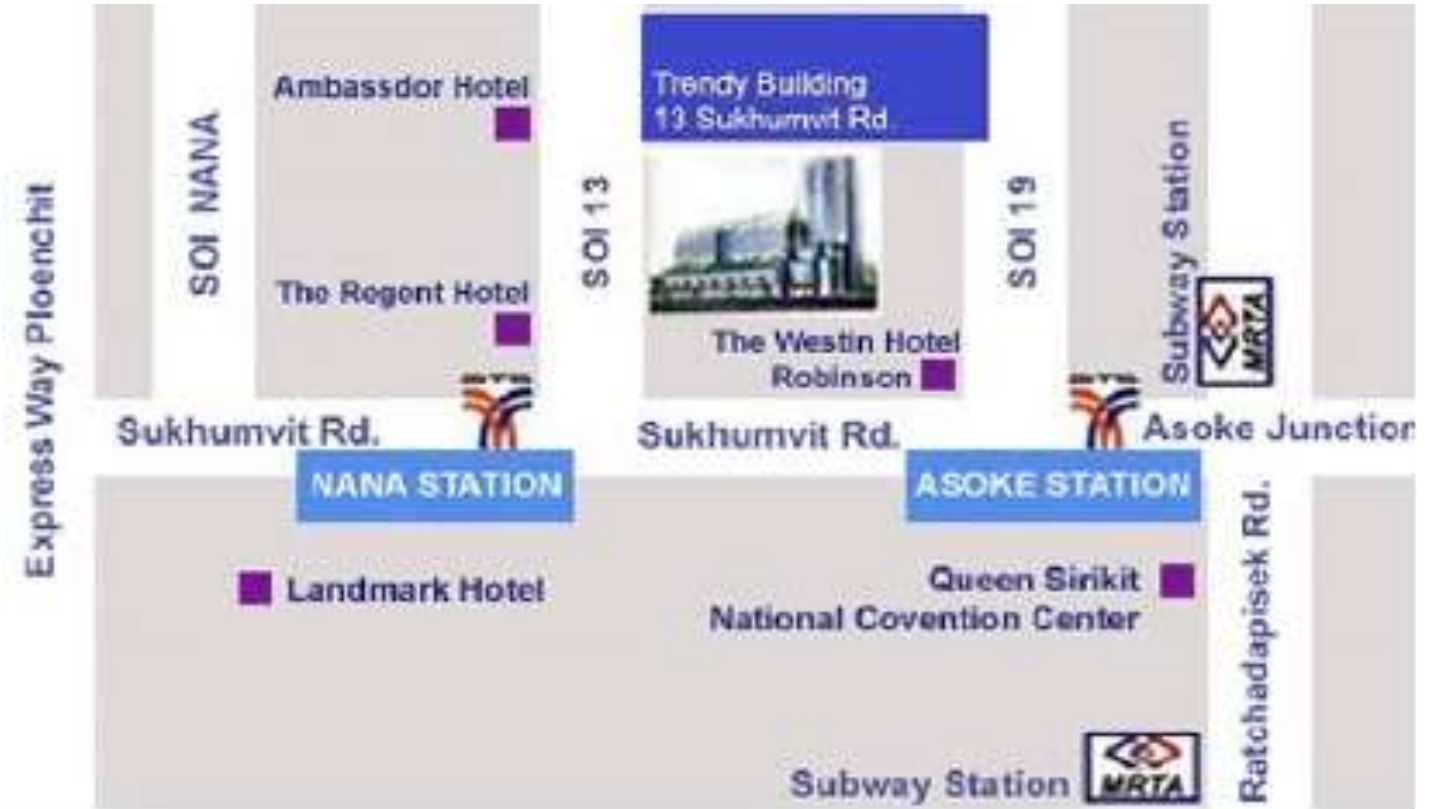 Ambassdor Hotel
Trendy Building
13 Sukhumvit Rd.
SOI NANA
SOI 13
SOI 19
Subway Station
MRTA
Express Way Ploenchit
The Regent Hotel
The Westin Hotel
Robinson
BTS
BTS
Sukhumvit Rd.
Sukhumvit Rd.
Asoke Junction
NANA STATION
ASOKE STATION
Landmark Hotel
Queen Sirikit
National Covention Center
Ratchadapisek Rd.
Subway Station
MRTA